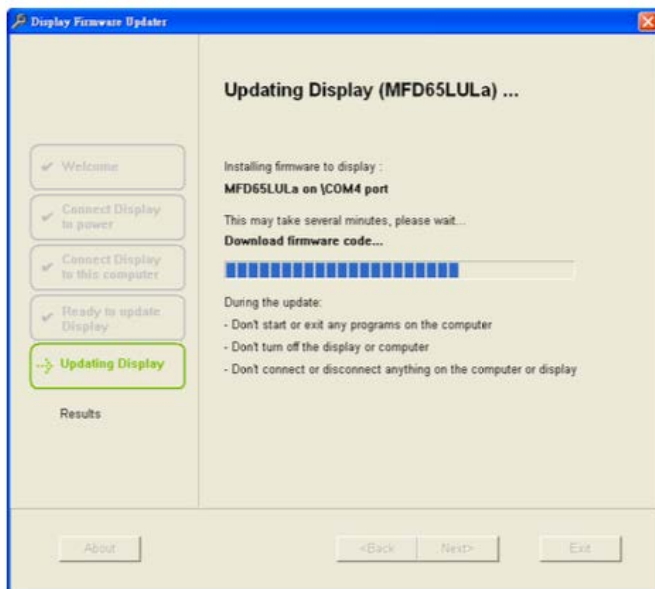 Display Firmware Updater
Updating Display (MFD65LULa) ...
Welcome
Connect Display
to power
Connect Display
to this computer
Ready to update
Display
Updating Display
Results
Installing firmware to display :
MFD65LULa on \COM4 port
This may take several minutes, please wait...
Download firmware code...
During the update:
- Don't start or exit any programs on the computer
- Don't turn off the display or computer
- Don't connect or disconnect anything on the computer or display
About
<Back
Next>
Exit